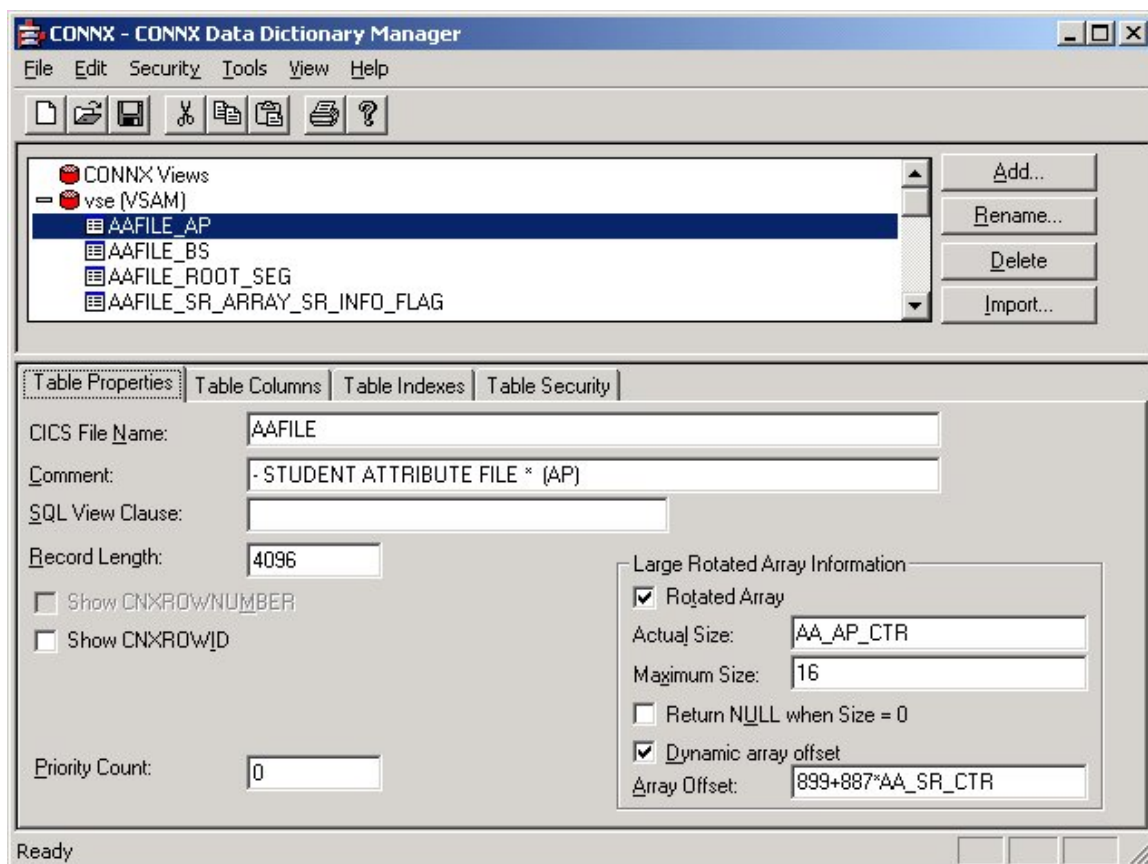 CONNX - CONNX Data Dictionary Manager
File Edit Security Tools View Help
CONNX Views
vse (VSAM)
AAFILE_AP
AAFILE_BS
AAFILE_ROOT_SEG
AAFILE_SR_ARRAY_SR_INFO_FLAG
Add...
Rename...
Delete
Import...
Table Properties Table Columns Table Indexes Table Security
CICS File Name: AAFILE
Comment: - STUDENT ATTRIBUTE FILE * (AP)
SQL View Clause:
Record Length: 4096
Show CNXROWNUMBER
Show CNXROWID
Priority Count: 0
Large Rotated Array Information
Rotated Array
Actual Size: AA_AP_CTR
Maximum Size: 16
Return NULL when Size = 0
Dynamic array offset
Array Offset: 899+887*AA_SR_CTR
Ready